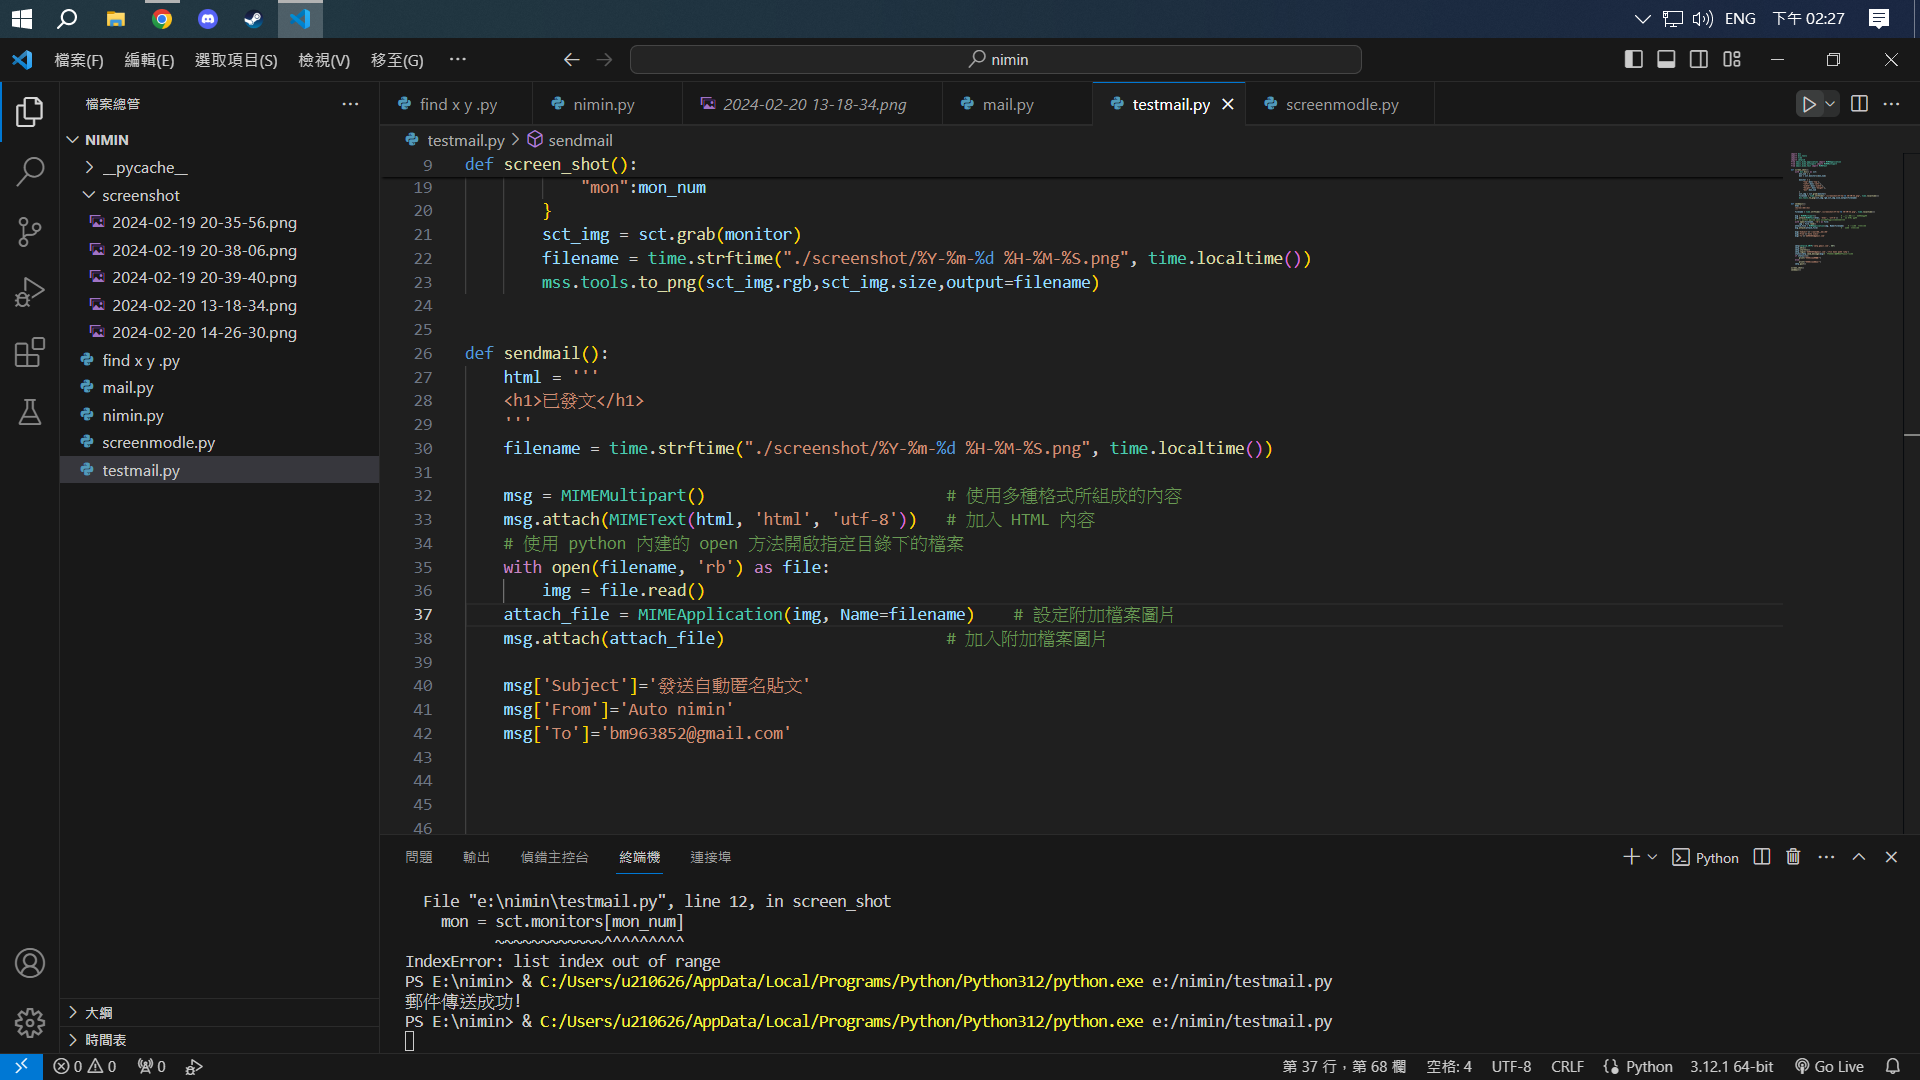 ENG 下午 02:27
檔案(F) 編輯(E) 選取項目(S) 檢視(V) 移至(G) ··· nimin
檔案總管
NIMIN
__pycache__
screenshot
2024-02-19 20-35-56.png
2024-02-19 20-38-06.png
2024-02-19 20-39-40.png
2024-02-20 13-18-34.png
2024-02-20 14-26-30.png
find x y .py
mail.py
nimin.py
screenmodle.py
testmail.py
大綱
時間表
find x y .py nimin.py 2024-02-20 13-18-34.png mail.py testmail.py screenmodle.py
testmail.py > sendmail
9 def screen_shot():
19 "mon":mon_num
20 }
21 sct_img = sct.grab(monitor)
22 filename = time.strftime("./screenshot/%Y-%m-%d %H-%M-%S.png", time.localtime())
23 mss.tools.to_png(sct_img.rgb,sct_img.size,output=filename)
24
25
26 def sendmail():
27 html = '''
28 <h1>已發文</h1>
29 '''
30 filename = time.strftime("./screenshot/%Y-%m-%d %H-%M-%S.png", time.localtime())
31
32 msg = MIMEMultipart() # 使用多種格式所組成的內容
33 msg.attach(MIMEText(html, 'html', 'utf-8')) # 加入 HTML 內容
34 # 使用 python 內建的 open 方法開啟指定目錄下的檔案
35 with open(filename, 'rb') as file:
36 img = file.read()
37 attach_file = MIMEApplication(img, Name=filename) # 設定附加檔案圖片
38 msg.attach(attach_file) # 加入附加檔案圖片
39
40 msg['Subject']='發送自動匿名貼文'
41 msg['From']='Auto nimin'
42 msg['To']='bm963852@gmail.com'
43
44
45
46
問題 輸出 偵錯主控台 終端機 連接埠 Python
File "e:\nimin\testmail.py", line 12, in screen_shot
mon = sct.monitors[mon_num]
~~~~~~~~~~~~^^^^^^^^^
IndexError: list index out of range
PS E:\nimin> & C:/Users/u210626/AppData/Local/Programs/Python/Python312/python.exe e:/nimin/testmail.py
郵件傳送成功!
PS E:\nimin> & C:/Users/u210626/AppData/Local/Programs/Python/Python312/python.exe e:/nimin/testmail.py
0 0 0 第 37 行，第 68 欄 空格: 4 UTF-8 CRLF Python 3.12.1 64-bit Go Live